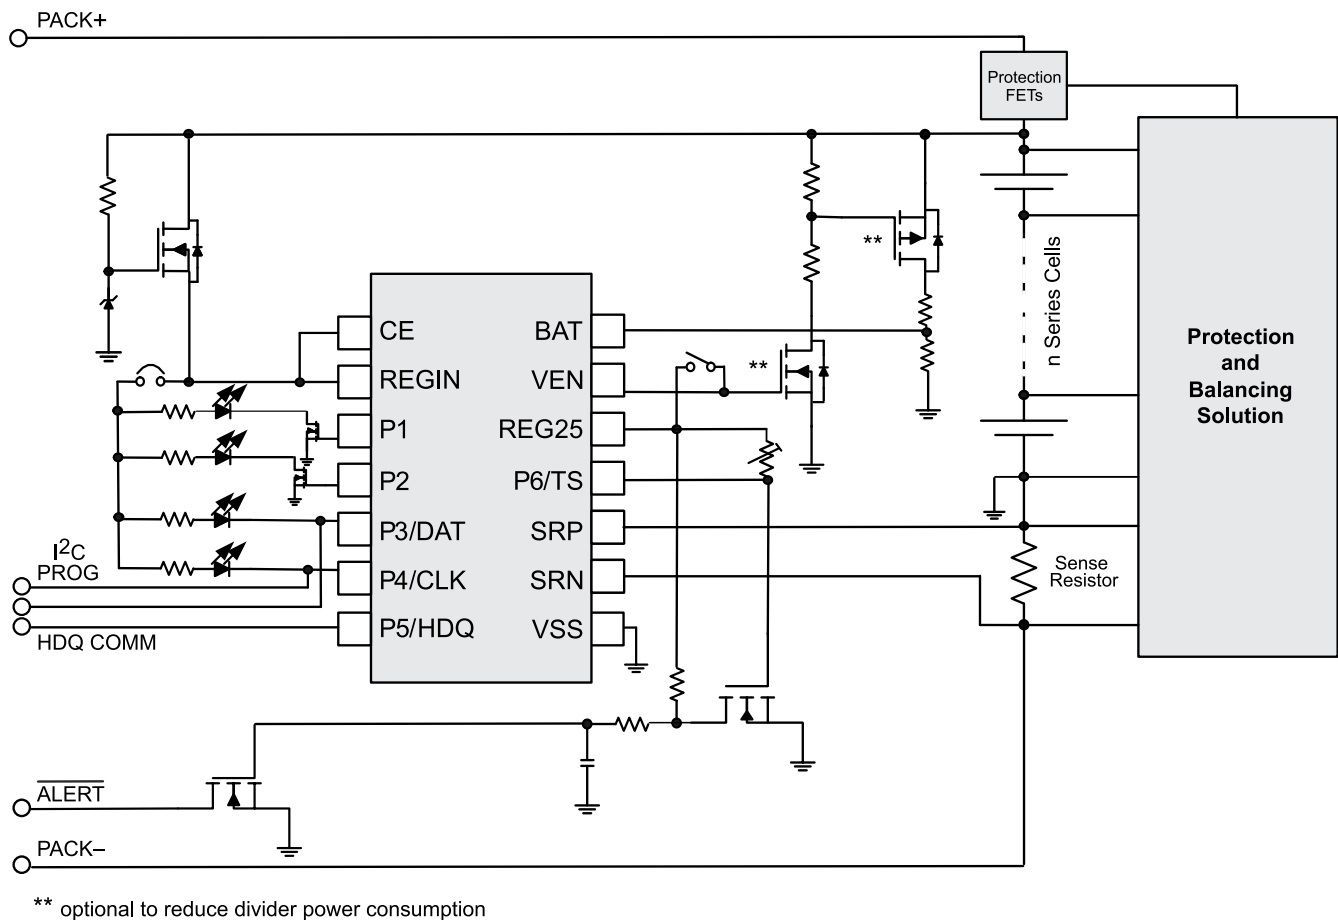 PACK+
Protection
FETs
**
n Series Cells
Protection
and
Balancing
Solution
CE
BAT
REGIN
VEN
**
P1
REG25
P2
P6/TS
P3/DAT
SRP
I²C
PROG
P4/CLK
SRN
Sense
Resistor
P5/HDQ
VSS
HDQ COMM
ALERT
PACK–
** optional to reduce divider power consumption